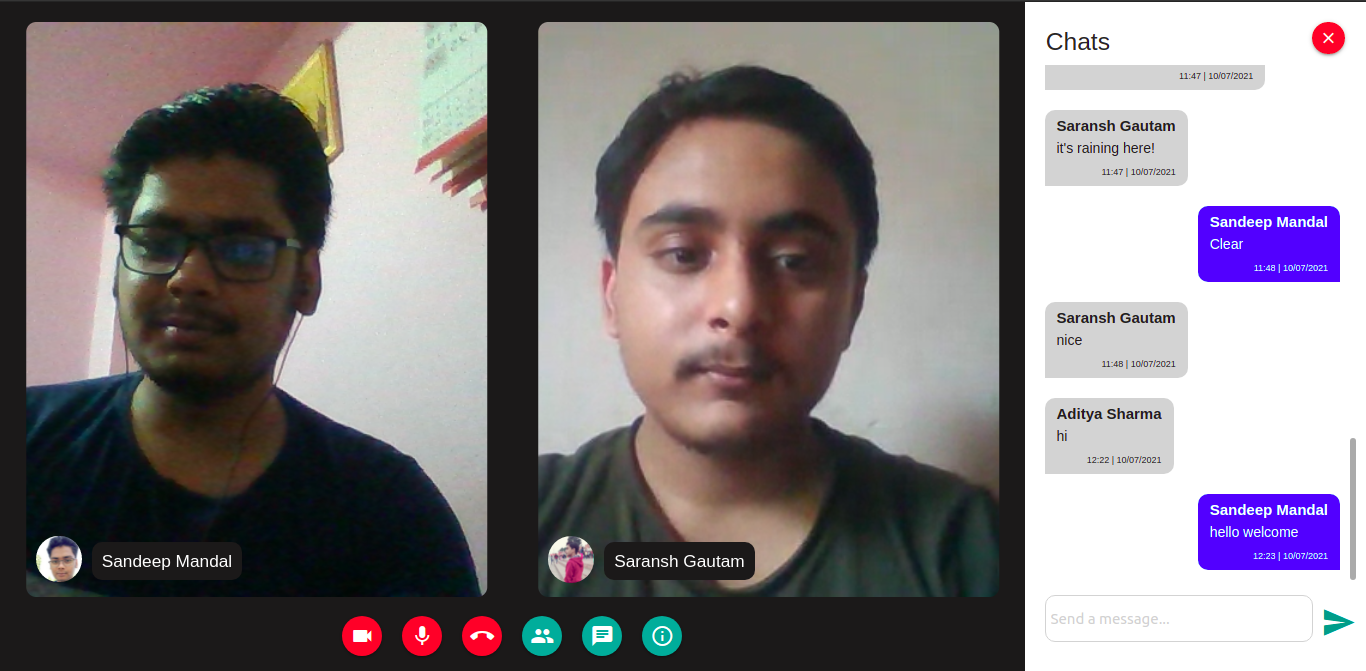 Sandeep Mandal
Saransh Gautam
Chats
11:47 | 10/07/2021
Saransh Gautam
it's raining here!
11:47 | 10/07/2021
Sandeep Mandal
Clear
11:48 | 10/07/2021
Saransh Gautam
nice
11:48 | 10/07/2021
Aditya Sharma
hi
12:22 | 10/07/2021
Sandeep Mandal
hello welcome
12:23 | 10/07/2021
Send a message...